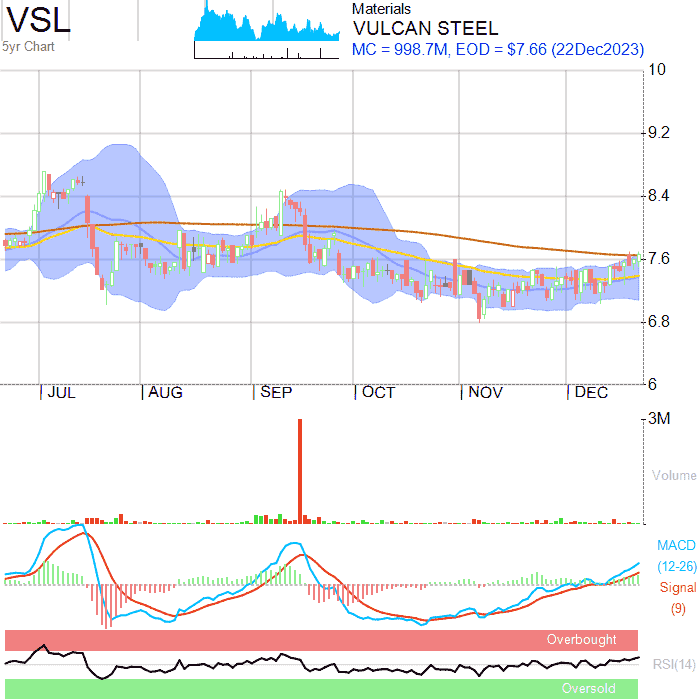 VSL
5yr Chart
Materials
VULCAN STEEL
MC = 998.7M, EOD = $7.66 (22Dec2023)
10
9.2
8.4
7.6
6.8
6
JUL AUG SEP OCT NOV DEC
3M
Volume
MACD
(12-26)
Signal
(9)
Overbought
RSI(14)
Oversold